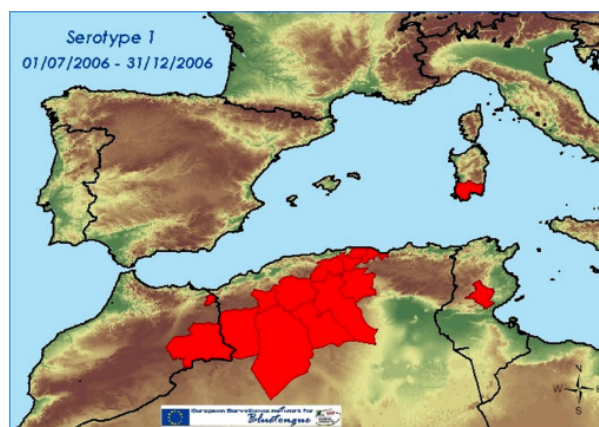 Serotype 1
01/07/2006 - 31/12/2006
N
W
S
European Surveillance network for
Bluetongue